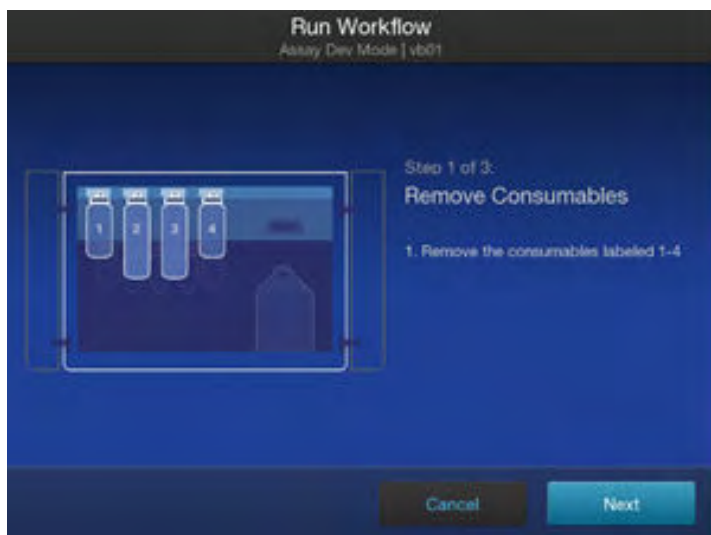 Run Workflow
Assay Dev Mode | vb01
Step 1 of 3:
Remove Consumables
1. Remove the consumables labeled 1-4
1 2 3 4
Cancel Next